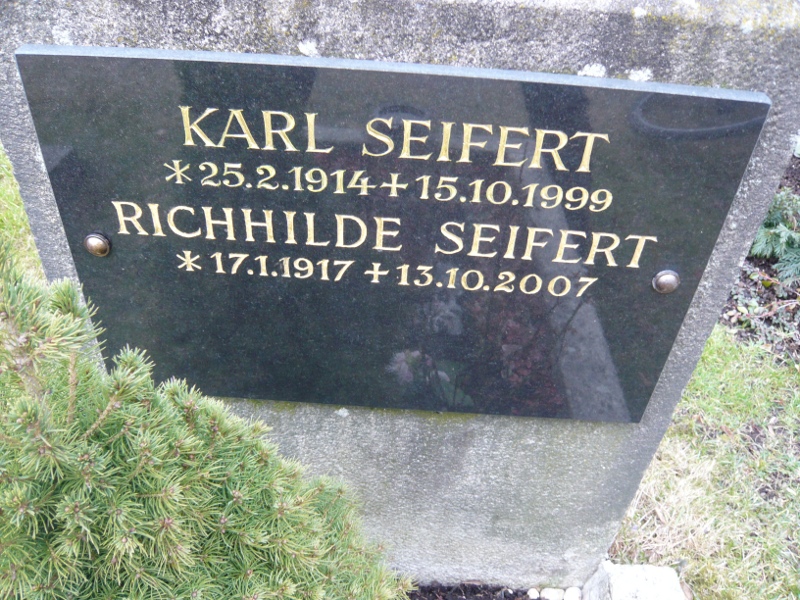 KARL SEIFERT
*25.2.1914+15.10.1999
RICHHILDE SEIFERT
*17.1.1917 +13.10.2007